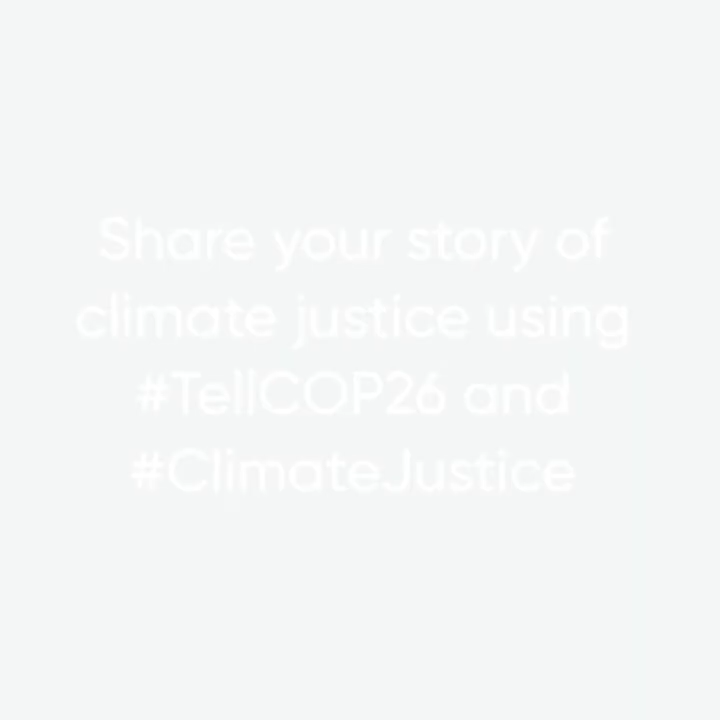 Share your story of
climate justice using
#TellCOP26 and
#ClimateJustice